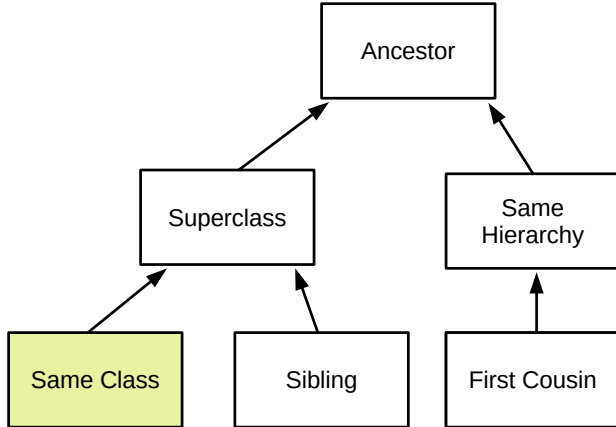 Ancestor
Superclass
Same
Hierarchy
Same Class
Sibling
First Cousin